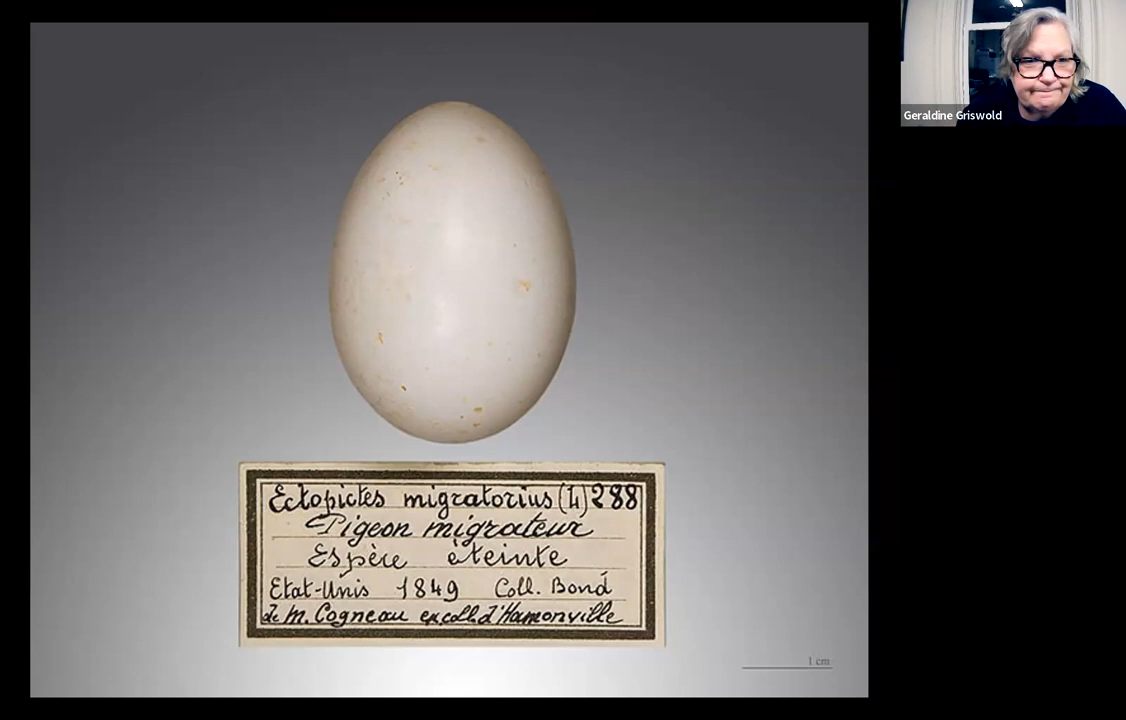 Geraldine Griswold
Ectopictes migratorius (L) 288
Pigeon migrateur
Espère éteinte
Etat-Unis 1849 Coll. Bond
de M. Cogneau ex coll. d'Hamonville
1 cm